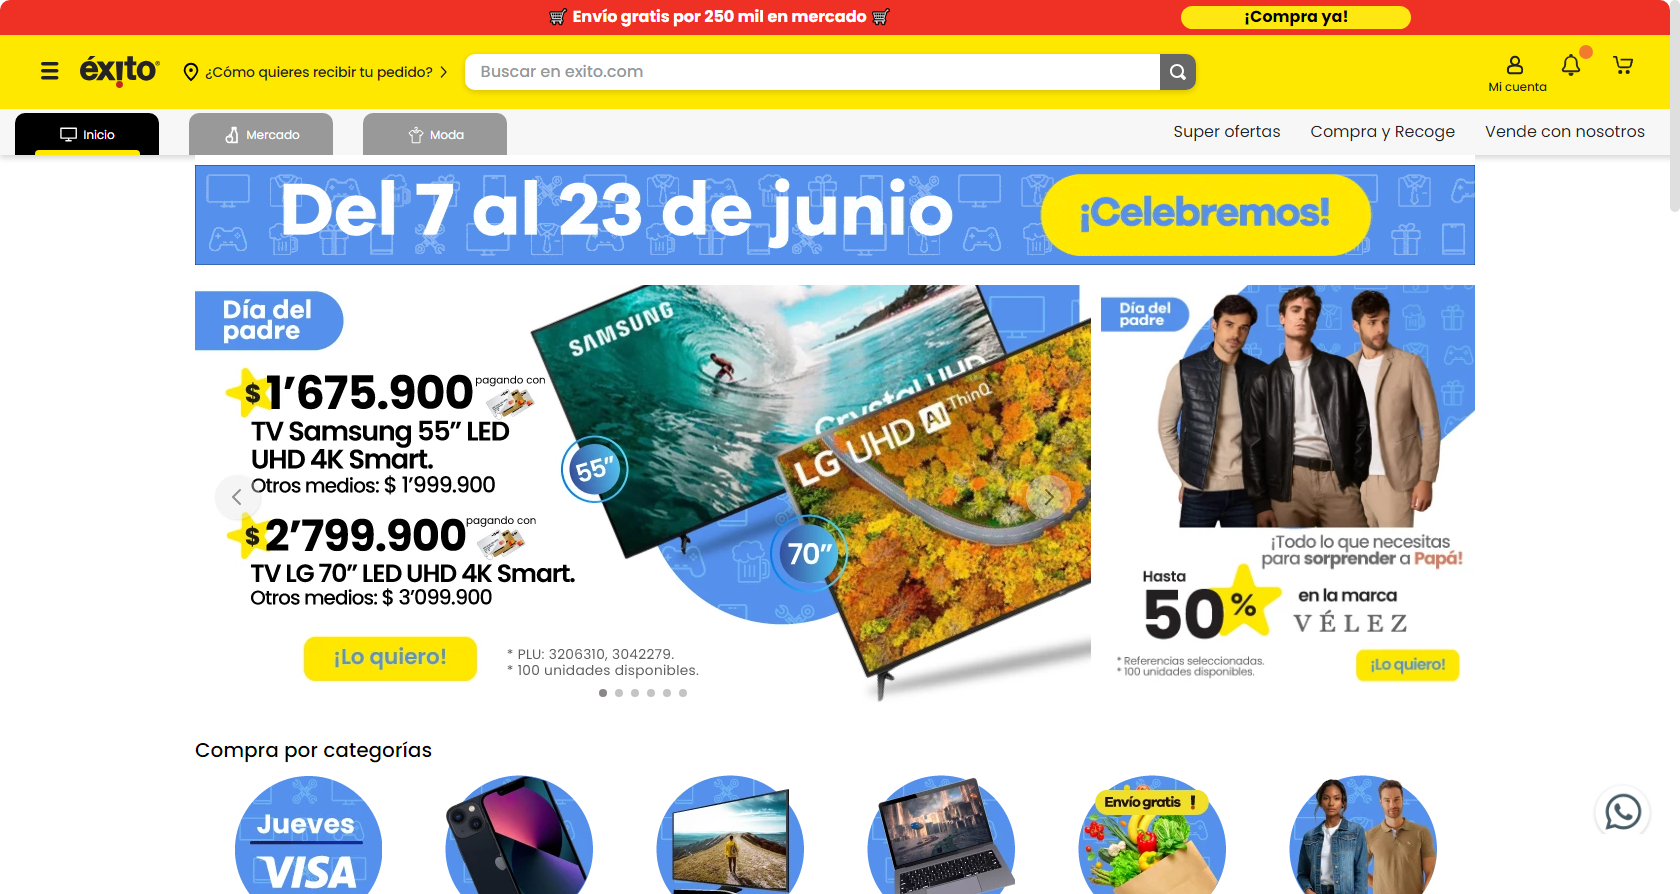 Envío gratis por 250 mil en mercado
¡Compra ya!
éxito
¿Cómo quieres recibir tu pedido?
Buscar en exito.com
Mi cuenta
Inicio
Mercado
Moda
Super ofertas
Compra y Recoge
Vende con nosotros
Del 7 al 23 de junio
¡Celebremos!
Día del
padre
$ 1'675.900 pagando con
TV Samsung 55" LED
UHD 4K Smart.
Otros medios: $ 1'999.900
$ 2'799.900 pagando con
TV LG 70" LED UHD 4K Smart.
Otros medios: $ 3'099.900
¡Lo quiero!
* PLU: 3206310, 3042279.
* 100 unidades disponibles.
SAMSUNG
Crystal UHD
55"
LG UHD AI ThinQ
70"
Día del
padre
¡Todo lo que necesitas
para sorprender a Papá!
Hasta
50%
en la marca
VÉLEZ
* Referencias seleccionadas.
* 100 unidades disponibles.
¡Lo quiero!
Compra por categorías
Jueves
VISA
Envío gratis !